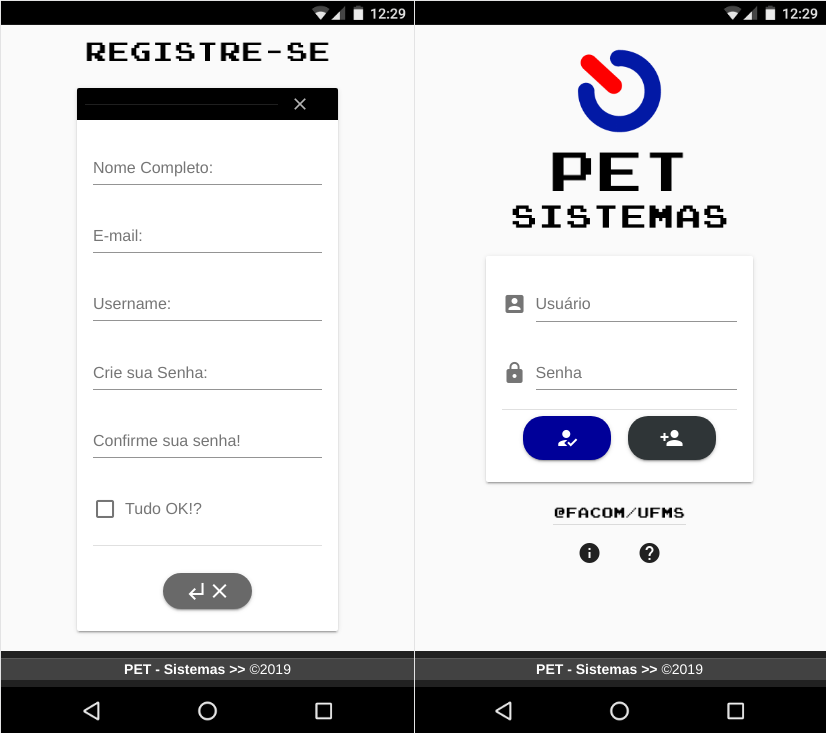 12:29
REGISTRE-SE
Nome Completo:
E-mail:
Username:
Crie sua Senha:
Confirme sua senha!
Tudo OK!?
PET - Sistemas >> ©2019
12:29
PET
SISTEMAS
Usuário
Senha
@FACOM/UFMS
PET - Sistemas >> ©2019